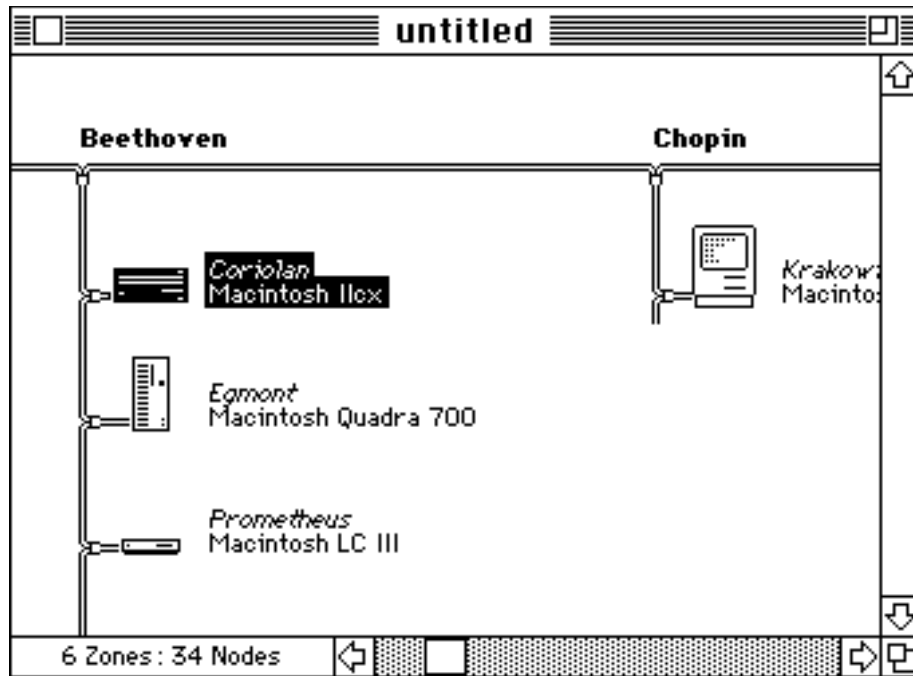 untitled
Beethoven
Chopin
Coriolan
Macintosh IIcx
Egmont
Macintosh Quadra 700
Prometheus
Macintosh LC III
6 Zones : 34 Nodes